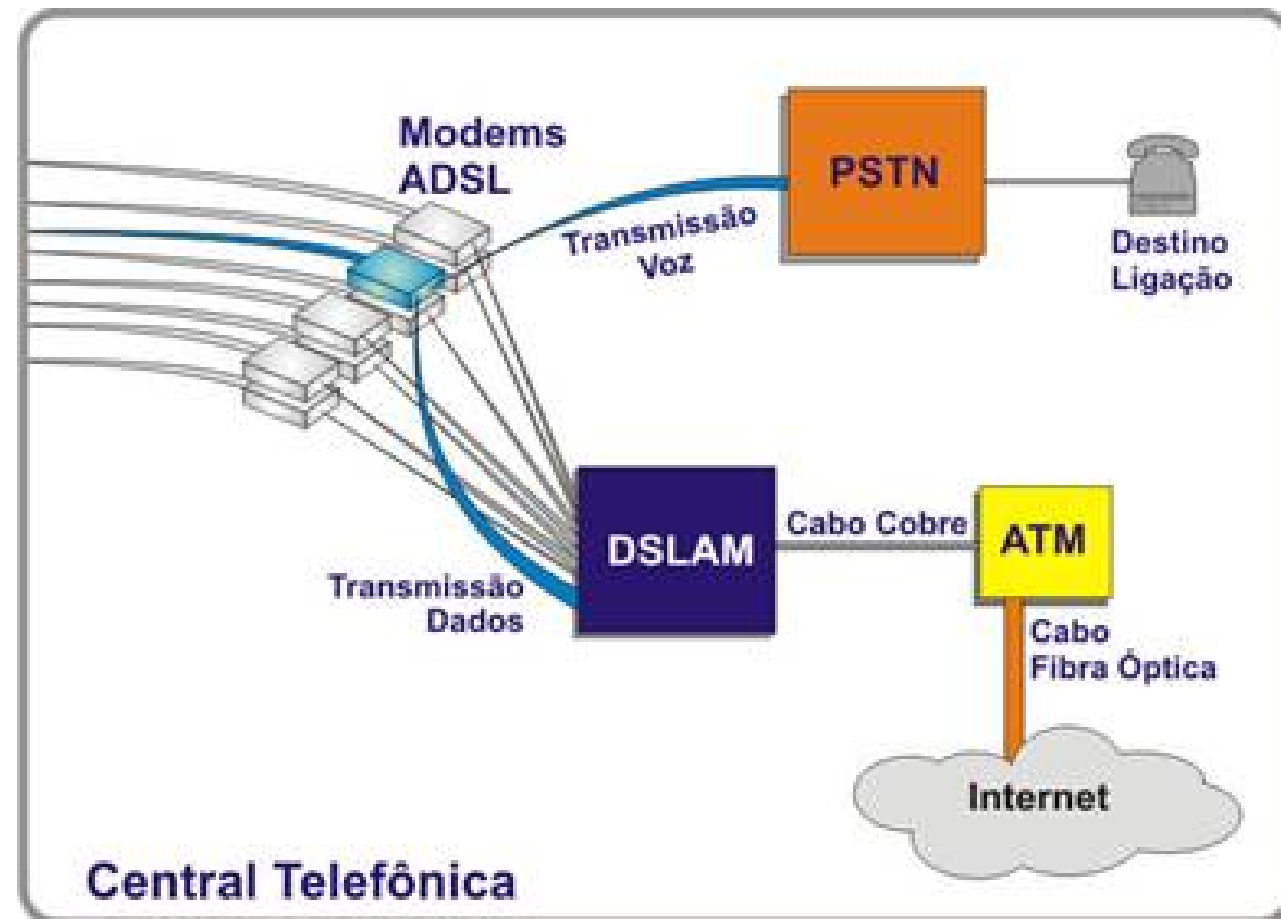 Modems
ADSL
PSTN
Transmissão
Voz
Destino
Ligação
DSLAM
Cabo Cobre
ATM
Transmissão
Dados
Cabo
Fibra Óptica
Internet
Central Telefônica